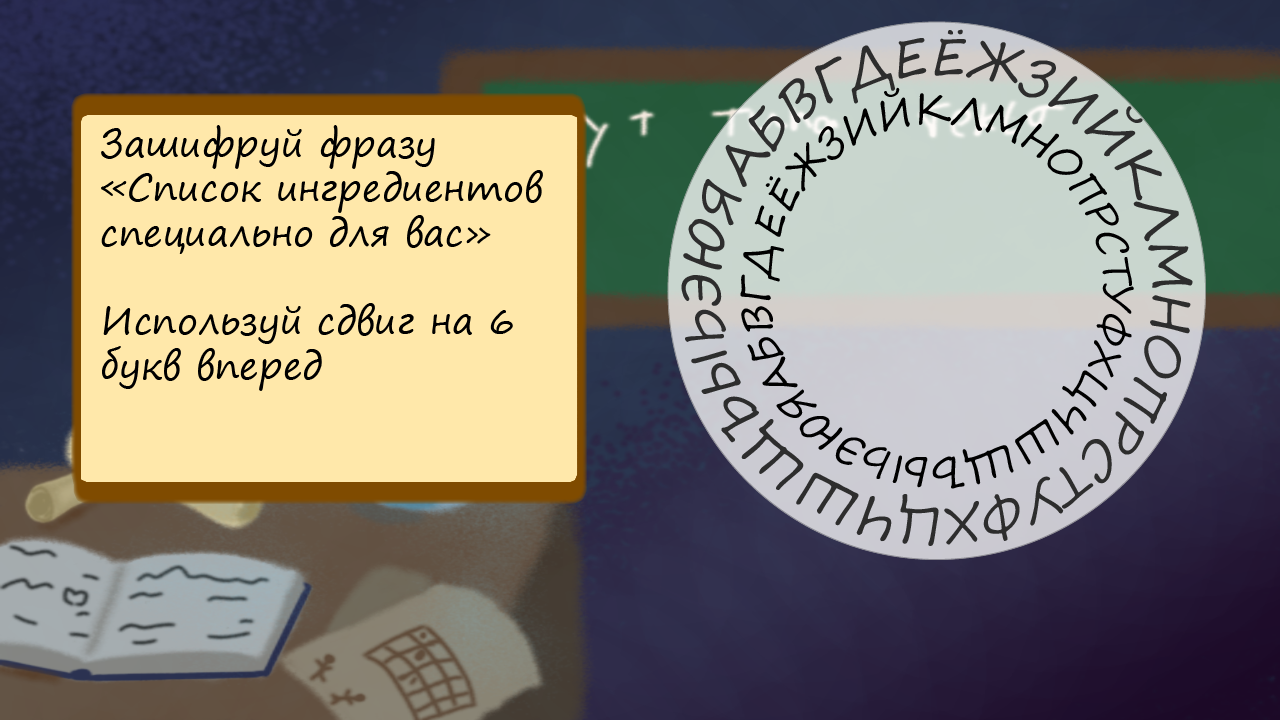 Зашифруй фразу
«Список ингредиентов
специально для вас»
Используй сдвиг на 6
букв вперед
АБВГДЕЁЖЗИЙКЛМНОПРСТУФХЦЧШЩЪЫЬЭЮЯ
АБВГДЕЁЖЗИЙКЛМНОПРСТУФХЦЧШЩЪЫЬЭЮЯ